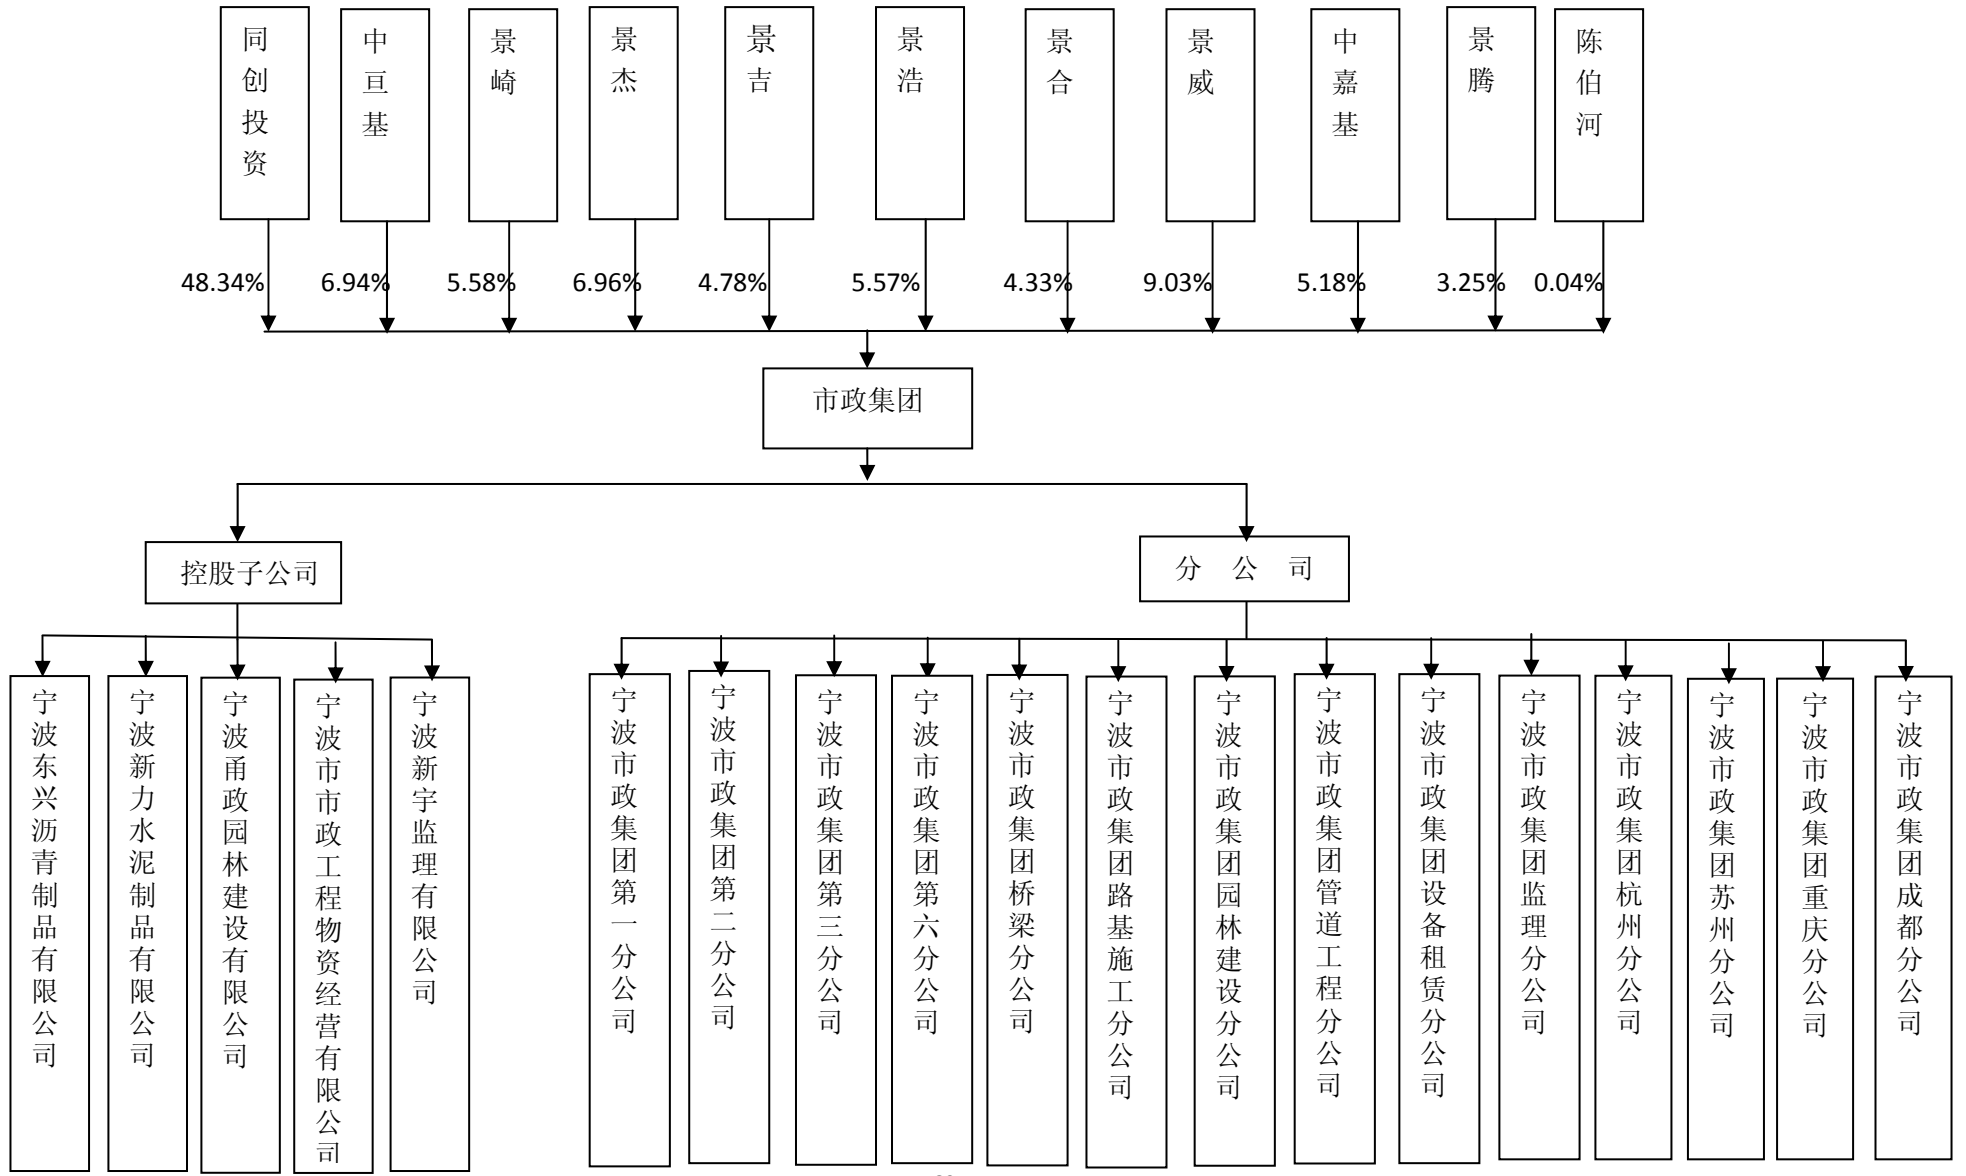 同创投资
中亘基
景崎
景杰
景吉
景浩
景合
景威
中嘉基
景腾
陈伯河
48.34%
6.94%
5.58%
6.96%
4.78%
5.57%
4.33%
9.03%
5.18%
3.25%
0.04%
市政集团
控股子公司
分 公 司
宁波东兴沥青制品有限公司
宁波新力水泥制品有限公司
宁波甬政园林建设有限公司
宁波市市政工程物资经营有限公司
宁波新宇监理有限公司
宁波市政集团第一分公司
宁波市政集团第二分公司
宁波市政集团第三分公司
宁波市政集团第六分公司
宁波市政集团桥梁分公司
宁波市政集团路基施工分公司
宁波市政集团园林建设分公司
宁波市政集团管道工程分公司
宁波市政集团设备租赁分公司
宁波市政集团监理分公司
宁波市政集团杭州分公司
宁波市政集团苏州分公司
宁波市政集团重庆分公司
宁波市政集团成都分公司